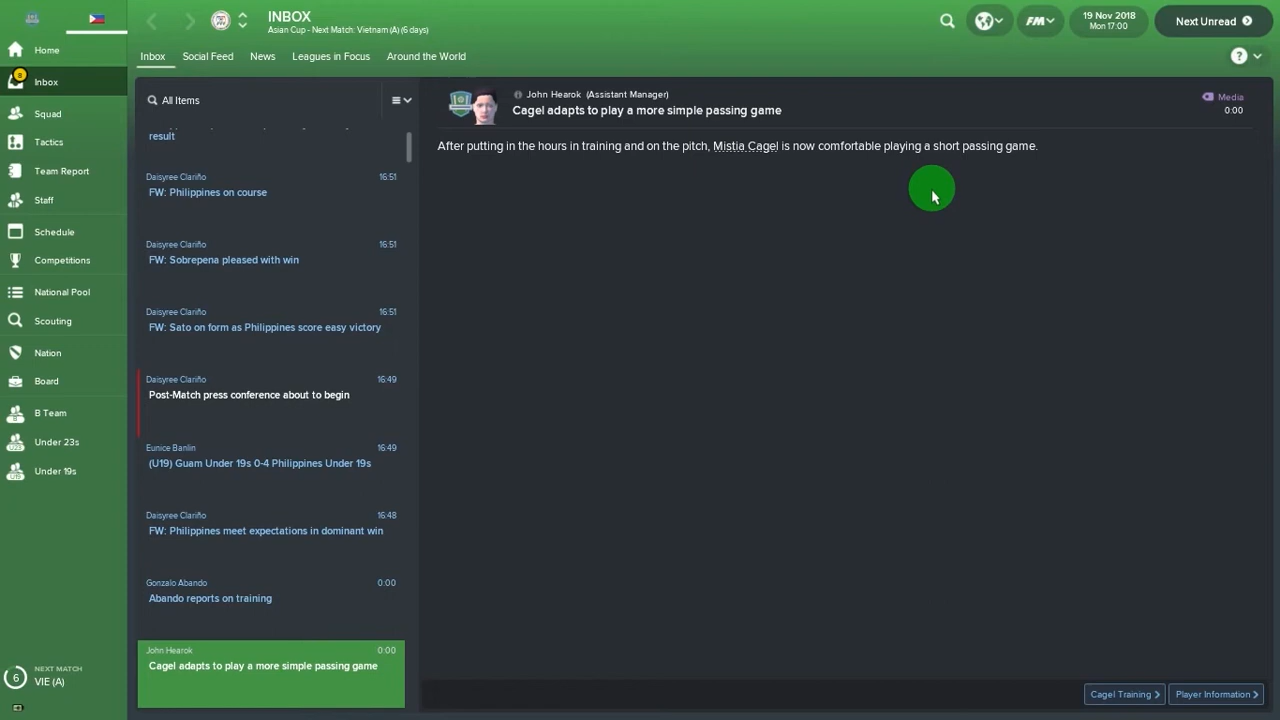 INBOX
Asian Cup - Next Match: Vietnam (A) (6 days)
FM
19 Nov 2018
Mon 17:00
Next Unread
Inbox
Social Feed
News
Leagues in Focus
Around the World
?
Home
8
Inbox
Squad
Tactics
Team Report
Staff
Schedule
Competitions
National Pool
Scouting
Nation
Board
B Team
U23
Under 23s
U19
Under 19s
6
NEXT MATCH
VIE (A)
All Items
result
Daisyree Clariño 16:51
FW: Philippines on course
Daisyree Clariño 16:51
FW: Sobrepena pleased with win
Daisyree Clariño 16:51
FW: Sato on form as Philippines score easy victory
Daisyree Clariño 16:49
Post-Match press conference about to begin
Eunice Banlin 16:49
(U19) Guam Under 19s 0-4 Philippines Under 19s
Daisyree Clariño 16:48
FW: Philippines meet expectations in dominant win
Gonzalo Abando 0:00
Abando reports on training
John Hearok 0:00
Cagel adapts to play a more simple passing game
John Hearok (Assistant Manager)
Cagel adapts to play a more simple passing game
Media
0:00
After putting in the hours in training and on the pitch, Mistia Cagel is now comfortable playing a short passing game.
Cagel Training
Player Information